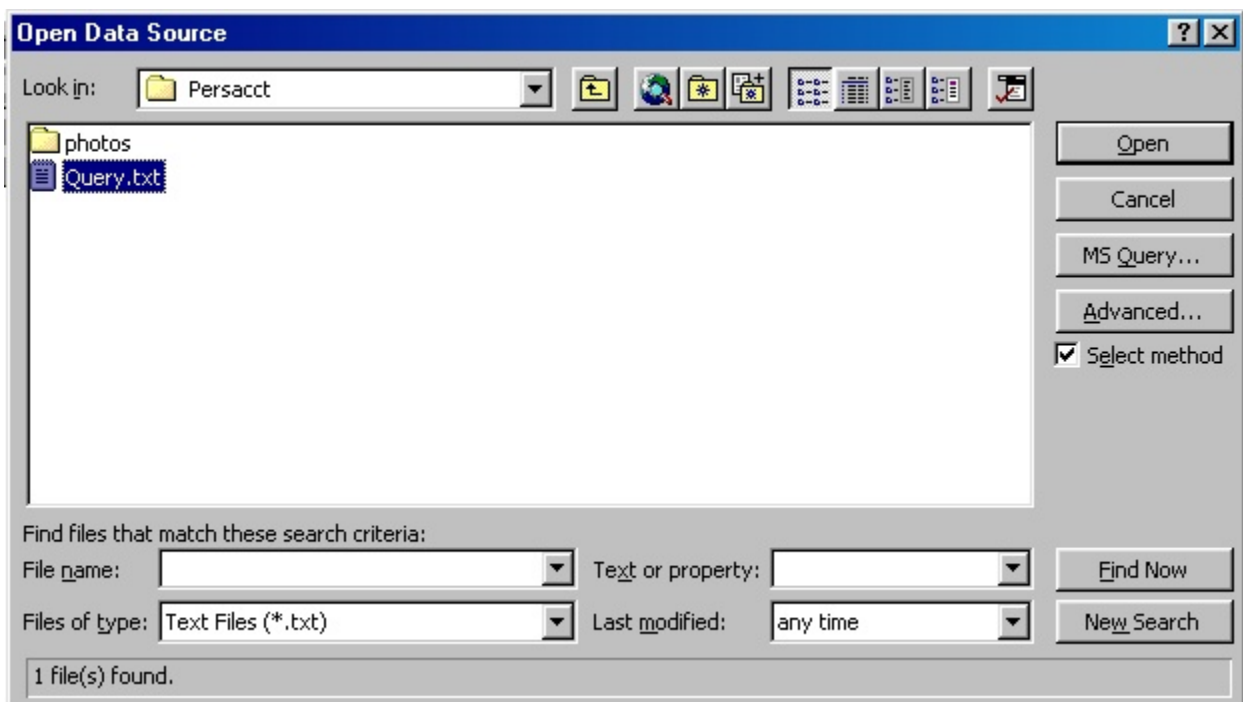 Open Data Source
Look in: Persacct
photos
Query.txt
Open
Cancel
MS Query...
Advanced...
Select method
Find files that match these search criteria:
File name: Text or property: Find Now
Files of type: Text Files (*.txt) Last modified: any time New Search
1 file(s) found.